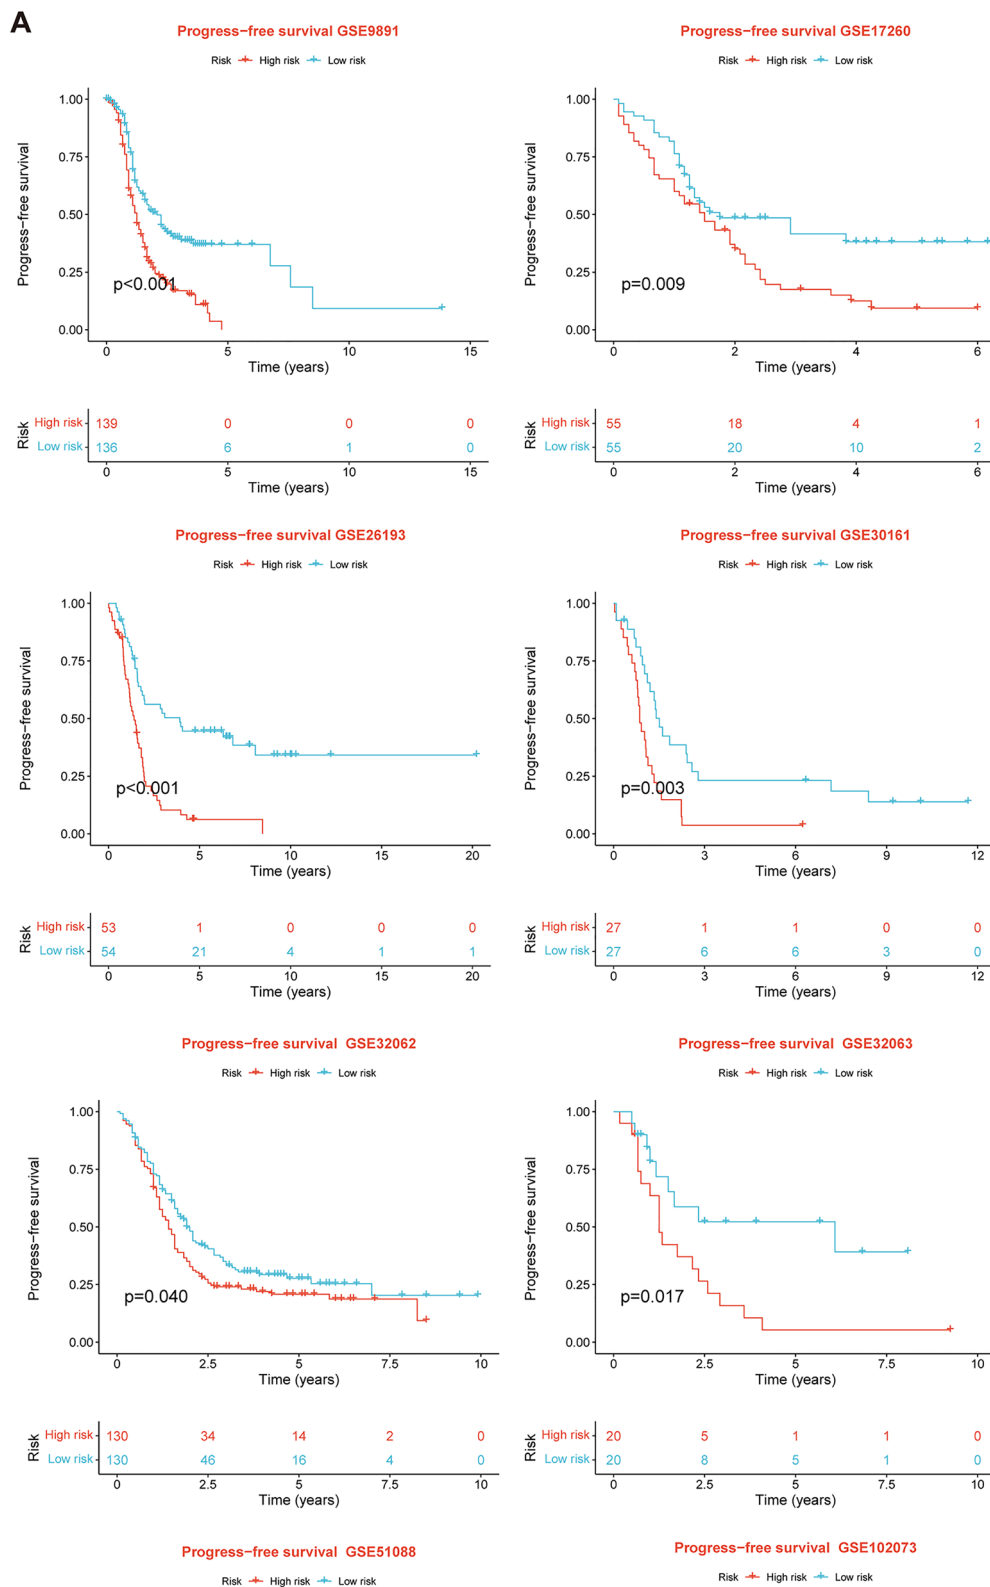 A
Progress-free survival GSE9891
Risk High risk Low risk
1.00
0.75
0.50
0.25
0.00
Progress-free survival
p<0.001
0 5 10 15
Time (years)
Risk
High risk 139 0 0 0
Low risk 136 6 1 0
0 5 10 15
Time (years)
Progress-free survival GSE17260
Risk High risk Low risk
1.00
0.75
0.50
0.25
0.00
Progress-free survival
p=0.009
0 2 4 6
Time (years)
Risk
High risk 55 18 4 1
Low risk 55 20 10 2
0 2 4 6
Time (years)
Progress-free survival GSE26193
Risk High risk Low risk
1.00
0.75
0.50
0.25
0.00
Progress-free survival
p<0.001
0 5 10 15 20
Time (years)
Risk
High risk 53 1 0 0 0
Low risk 54 21 4 1 1
0 5 10 15 20
Time (years)
Progress-free survival GSE30161
Risk High risk Low risk
1.00
0.75
0.50
0.25
0.00
Progress-free survival
p=0.003
0 3 6 9 12
Time (years)
Risk
High risk 27 1 1 0 0
Low risk 27 6 6 3 0
0 3 6 9 12
Time (years)
Progress-free survival GSE32062
Risk High risk Low risk
1.00
0.75
0.50
0.25
0.00
Progress-free survival
p=0.040
0 2.5 5 7.5 10
Time (years)
Risk
High risk 130 34 14 2 0
Low risk 130 46 16 4 0
0 2.5 5 7.5 10
Time (years)
Progress-free survival GSE32063
Risk High risk Low risk
1.00
0.75
0.50
0.25
0.00
Progress-free survival
p=0.017
0 2.5 5 7.5 10
Time (years)
Risk
High risk 20 5 1 1 0
Low risk 20 8 5 1 0
0 2.5 5 7.5 10
Time (years)
Progress-free survival GSE51088
Risk High risk Low risk
Progress-free survival GSE102073
Risk High risk Low risk